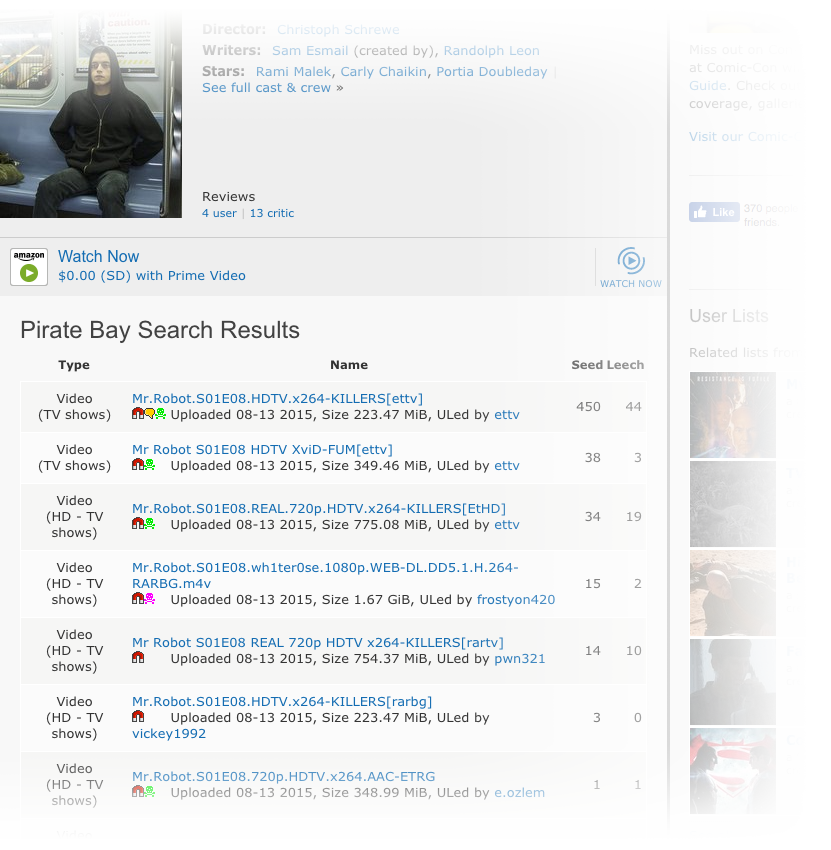 caution.
Director: Christoph Schrewe
Writers: Sam Esmail (created by), Randolph Leon
Stars: Rami Malek, Carly Chaikin, Portia Doubleday |
See full cast & crew »
Reviews
4 user | 13 critic
amazon
Watch Now
$0.00 (SD) with Prime Video
WATCH NOW
Pirate Bay Search Results
Type Name Seed Leech
Video
(TV shows)
Mr.Robot.S01E08.HDTV.x264-KILLERS[ettv]
Uploaded 08-13 2015, Size 223.47 MiB, ULed by ettv
450 44
Video
(TV shows)
Mr Robot S01E08 HDTV XviD-FUM[ettv]
Uploaded 08-13 2015, Size 349.46 MiB, ULed by ettv
38 3
Video
(HD - TV
shows)
Mr.Robot.S01E08.REAL.720p.HDTV.x264-KILLERS[EtHD]
Uploaded 08-13 2015, Size 775.08 MiB, ULed by ettv
34 19
Video
(HD - TV
shows)
Mr.Robot.S01E08.wh1ter0se.1080p.WEB-DL.DD5.1.H.264-
RARBG.m4v
Uploaded 08-13 2015, Size 1.67 GiB, ULed by frostyon420
15 2
Video
(HD - TV
shows)
Mr Robot S01E08 REAL 720p HDTV x264-KILLERS[rartv]
Uploaded 08-13 2015, Size 754.37 MiB, ULed by pwn321
14 10
Video
(HD - TV
shows)
Mr.Robot.S01E08.HDTV.x264-KILLERS[rarbg]
Uploaded 08-13 2015, Size 223.47 MiB, ULed by
vickey1992
3 0
Video
(HD - TV
shows)
Mr.Robot.S01E08.720p.HDTV.x264.AAC-ETRG
Uploaded 08-13 2015, Size 348.99 MiB, ULed by e.ozlem
1 1
Miss out on
at Comic-Con
Guide. Check
coverage,
Visit our
Like
370
friends.
User Lists
Related lists from
RESISTANCE IS FUTILE